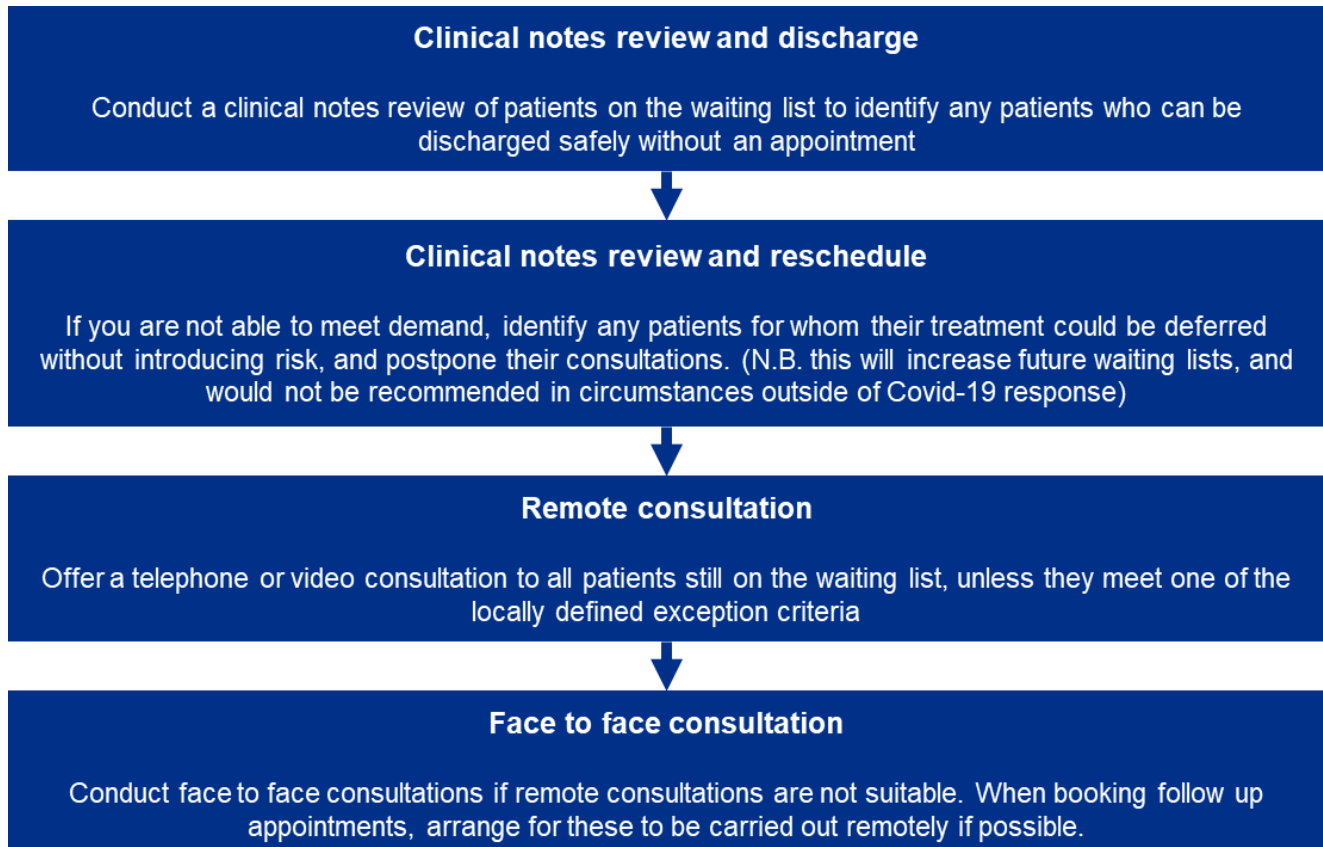 Clinical notes review and discharge
Conduct a clinical notes review of patients on the waiting list to identify any patients who can be
discharged safely without an appointment
Clinical notes review and reschedule
If you are not able to meet demand, identify any patients for whom their treatment could be deferred
without introducing risk, and postpone their consultations. (N.B. this will increase future waiting lists, and
would not be recommended in circumstances outside of Covid-19 response)
Remote consultation
Offer a telephone or video consultation to all patients still on the waiting list, unless they meet one of the
locally defined exception criteria
Face to face consultation
Conduct face to face consultations if remote consultations are not suitable. When booking follow up
appointments, arrange for these to be carried out remotely if possible.